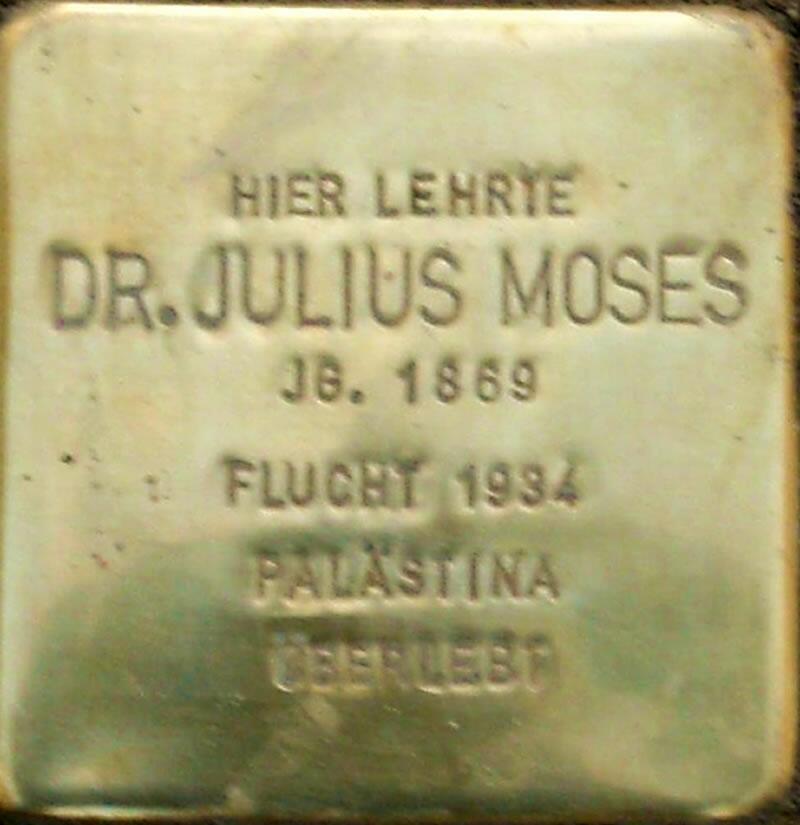 HIER LEHRTE
DR. JULIUS MOSES
JG. 1869
FLUCHT 1934
PALÄSTINA
ÜBERLEBT